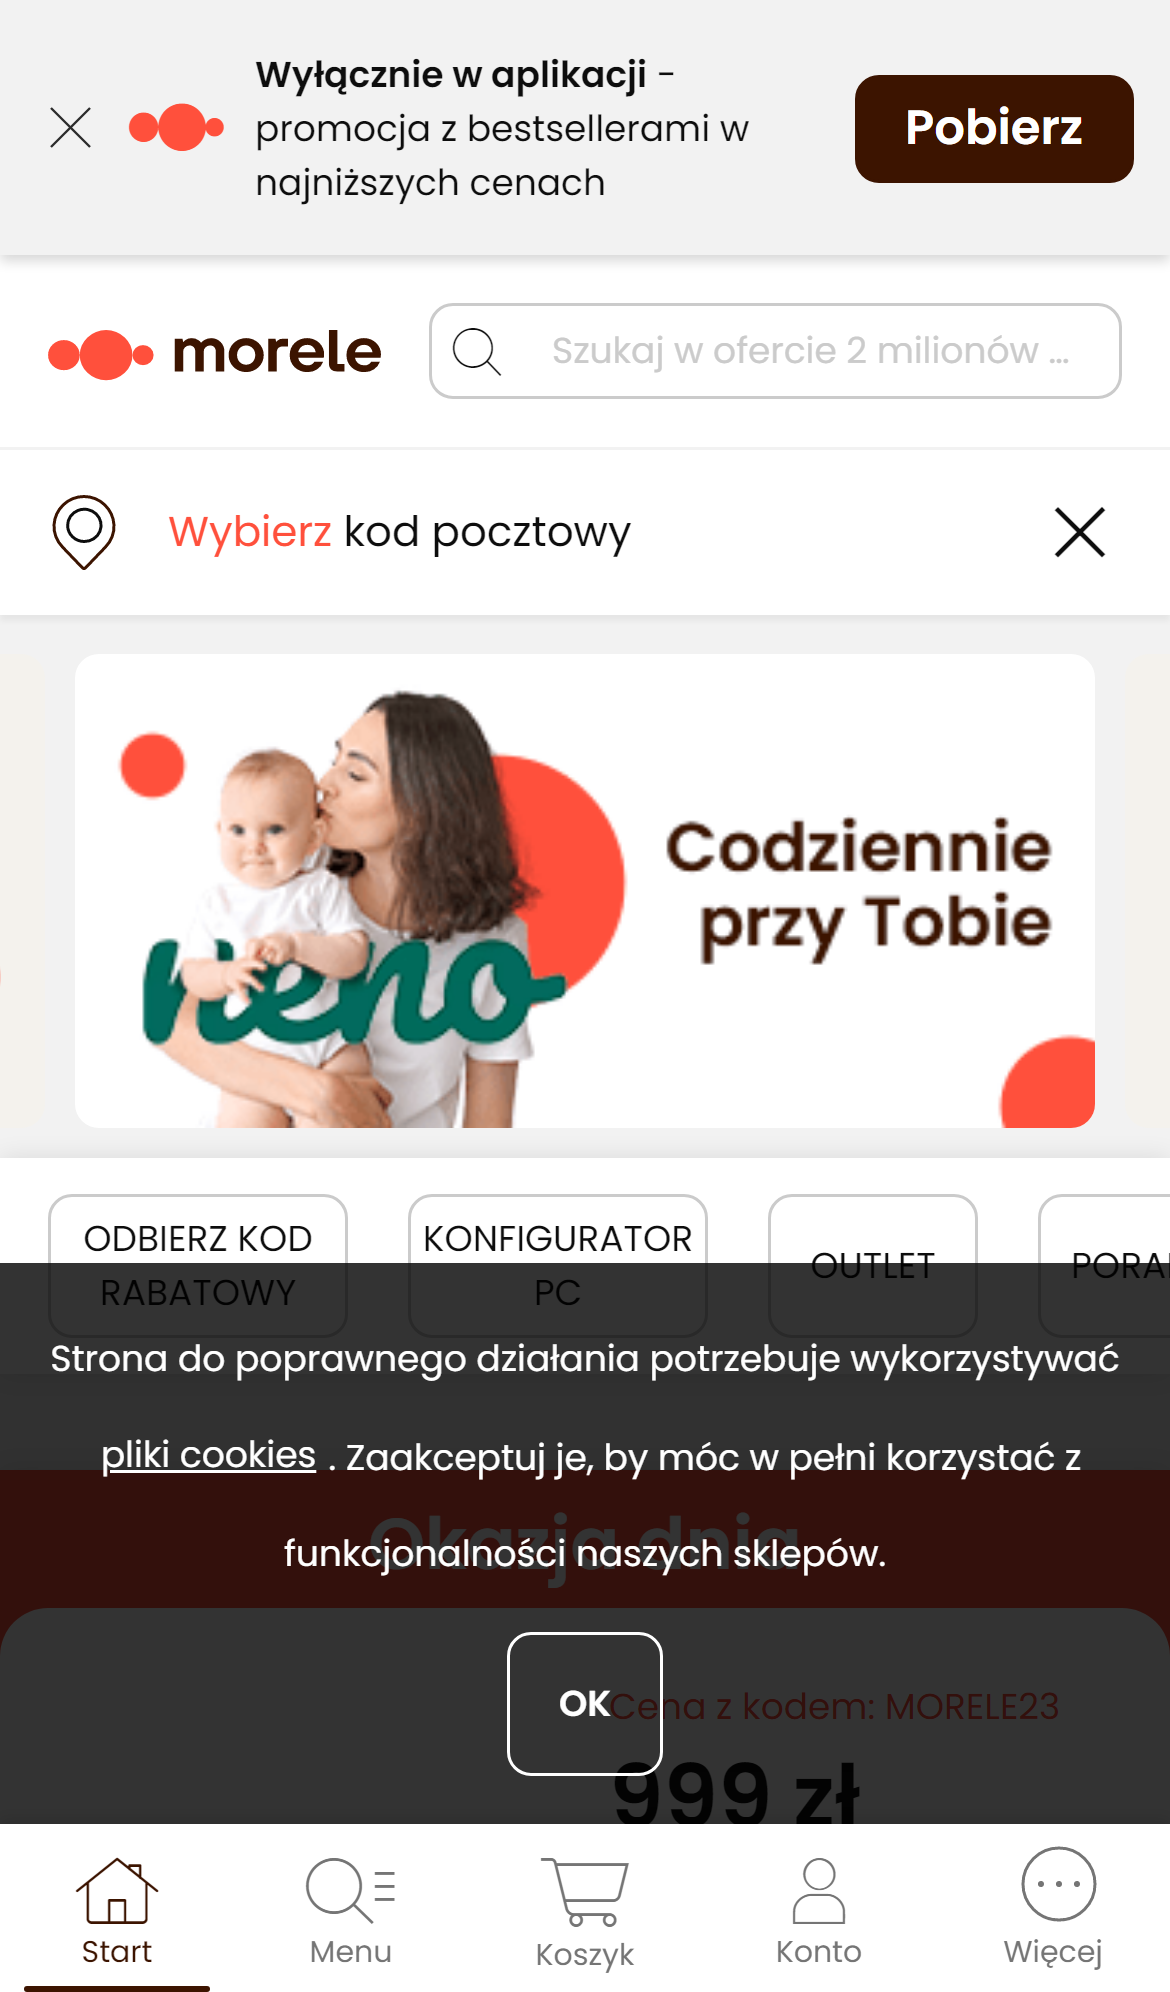 Wyłącznie w aplikacji -
promocja z bestsellerami w
najniższych cenach
Pobierz
morele
Szukaj w ofercie 2 milionów ...
Wybierz kod pocztowy
neno
Codziennie
przy Tobie
ODBIERZ KOD
RABATOWY
KONFIGURATOR
PC
OUTLET
Strona do poprawnego działania potrzebuje wykorzystywać
pliki cookies . Zaakceptuj je, by móc w pełni korzystać z
Okazja dnia
funkcjonalności naszych sklepów.
OK
Cena z kodem: MORELE23
999 zł
Start
Menu
Koszyk
Konto
Więcej